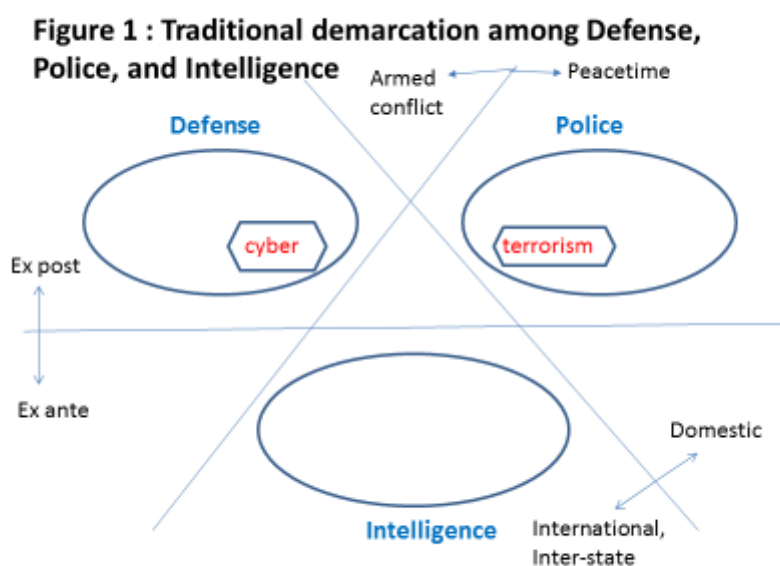 Figure 1 : Traditional demarcation among Defense,
Police, and Intelligence
Armed
conflict
Peacetime
Defense
Police
cyber
terrorism
Ex post
Ex ante
Domestic
Intelligence
International,
Inter-state